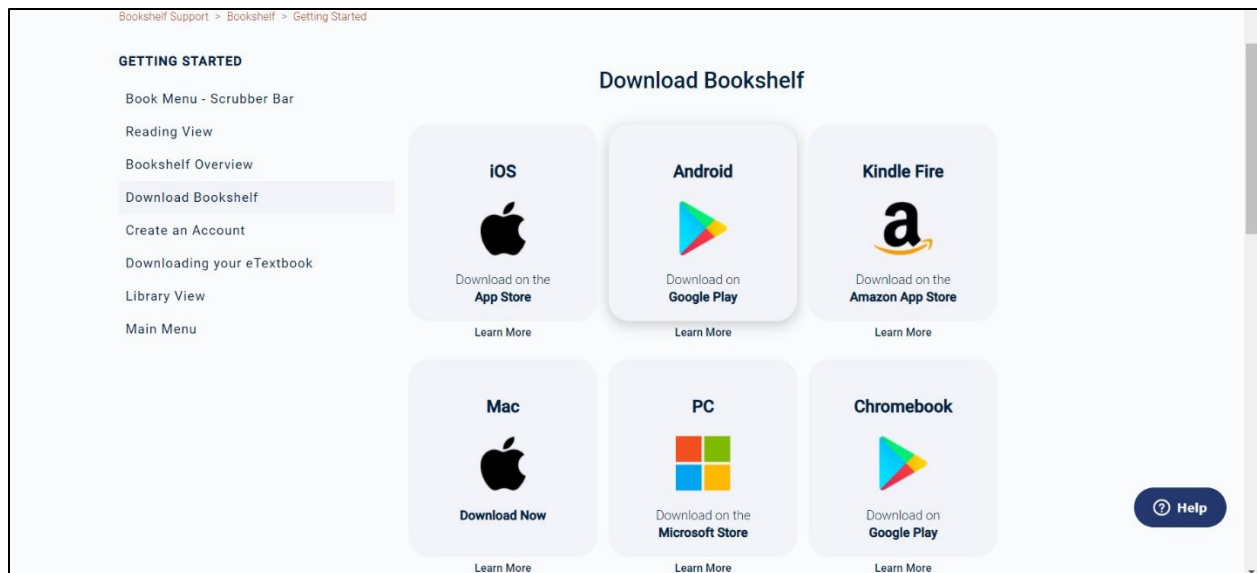 Bookshelf Support > Bookshelf > Getting Started
GETTING STARTED
Book Menu - Scrubber Bar
Reading View
Bookshelf Overview
Download Bookshelf
Create an Account
Downloading your eTextbook
Library View
Main Menu
Download Bookshelf
iOS
Download on the
App Store
Learn More
Android
Download on
Google Play
Learn More
Kindle Fire
a
Download on the
Amazon App Store
Learn More
Mac
Download Now
Learn More
PC
Download on the
Microsoft Store
Learn More
Chromebook
Download on
Google Play
Learn More
? Help